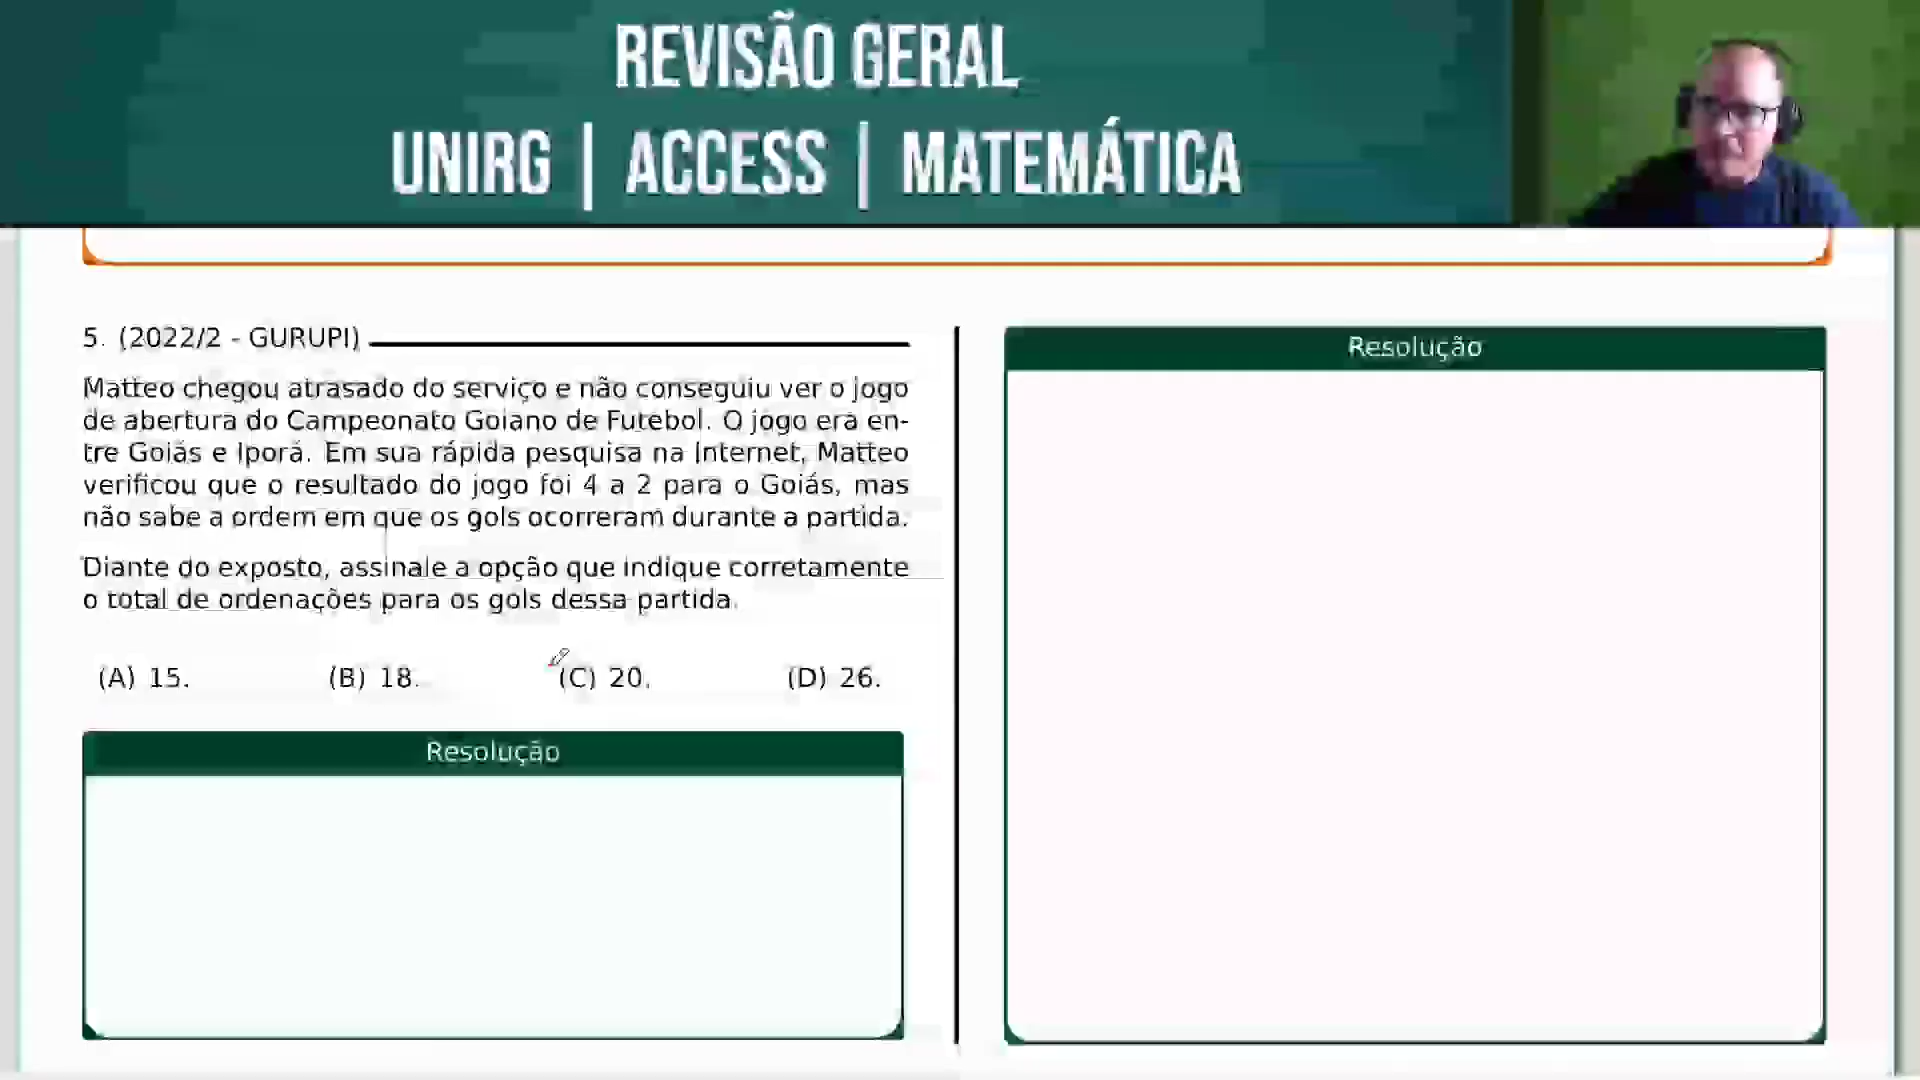 REVISÃO GERAL
UNIRG | ACCESS | MATEMÁTICA
5. (2022/2 - GURUPI)
Matteo chegou atrasado do serviço e não conseguiu ver o jogo
de abertura do Campeonato Goiano de Futebol. O jogo era en-
tre Goiás e Iporá. Em sua rápida pesquisa na Internet, Matteo
verificou que o resultado do jogo foi 4 a 2 para o Goiás, mas
não sabe a ordem em que os gols ocorreram durante a partida.
Diante do exposto, assinale a opção que indique corretamente
o total de ordenações para os gols dessa partida.
(A) 15. (B) 18. (C) 20. (D) 26.
Resolução
Resolução